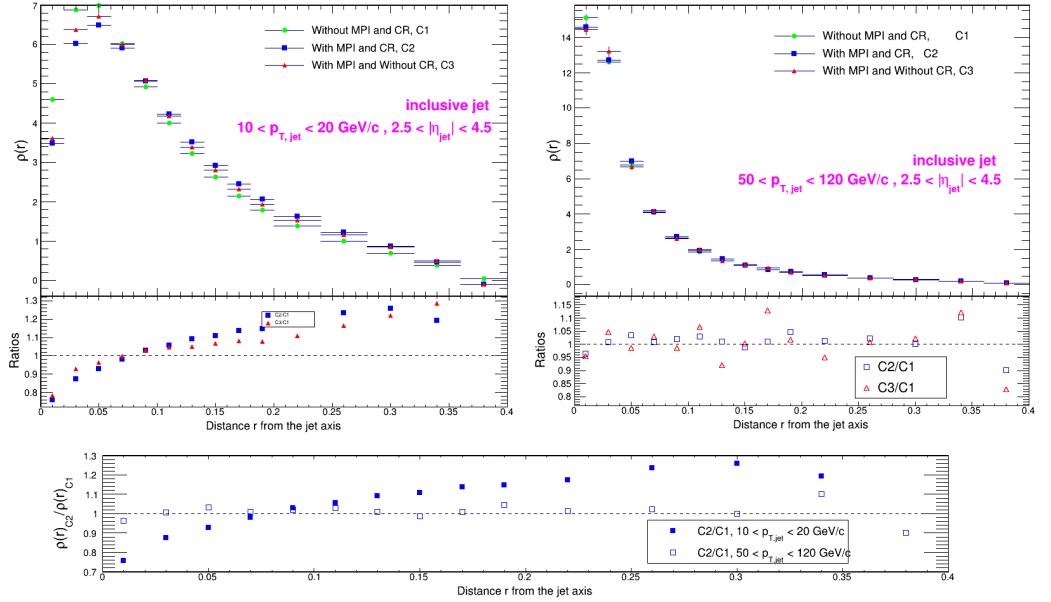 7
6
5
4
3
2
1
0
ρ(r)
Without MPI and CR, C1
With MPI and CR, C2
With MPI and Without CR, C3
inclusive jet
10 < p_T, jet < 20 GeV/c , 2.5 < |η_jet| < 4.5
1.3
1.2
1.1
1
0.9
0.8
Ratios
C2/C1
C3/C1
0 0.05 0.1 0.15 0.2 0.25 0.3 0.35 0.4
Distance r from the jet axis
14
12
10
8
6
4
2
0
ρ(r)
Without MPI and CR, C1
With MPI and CR, C2
With MPI and Without CR, C3
inclusive jet
50 < p_T, jet < 120 GeV/c , 2.5 < |η_jet| < 4.5
1.15
1.1
1.05
1
0.95
0.9
0.85
Ratios
C2/C1
C3/C1
0 0.05 0.1 0.15 0.2 0.25 0.3 0.35 0.4
Distance r from the jet axis
1.3
1.2
1.1
1
0.9
0.8
0.7
ρ(r)_C2/ρ(r)_C1
C2/C1, 10 < p_T,jet < 20 GeV/c
C2/C1, 50 < p_T,jet < 120 GeV/c
0 0.05 0.1 0.15 0.2 0.25 0.3 0.35 0.4
Distance r from the jet axis